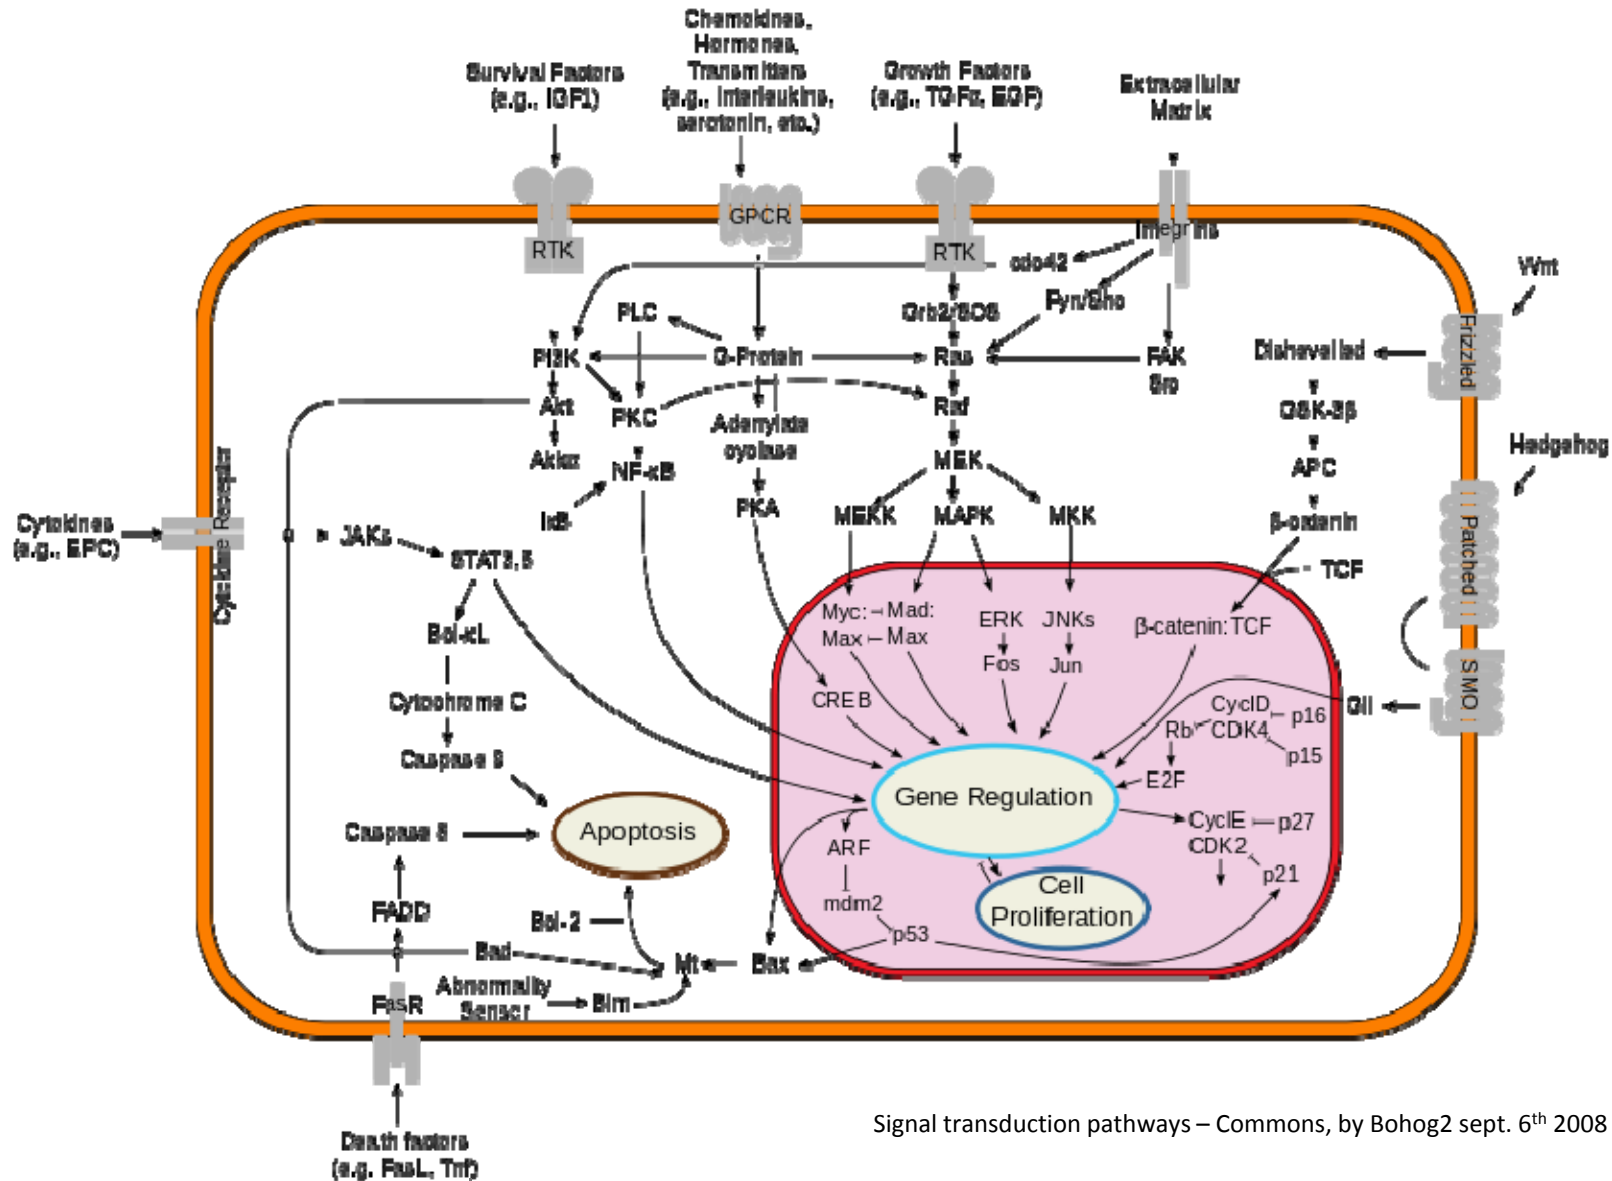 Chemokines,
Hormones,
Transmitters
(e.g., interleukins,
serotonin, etc.)
Survival Factors
(e.g., IGF1)
Growth Factors
(e.g., TGFα, EGF)
Extracellular
Matrix
GPCR
RTK
RTK
Integrins
cdc42
Wnt
PLC
Grb2/SOS
Fyn/Shc
Frizzled
PI3K
G-Protein
Ras
FAK
Src
Dishevelled
Akt
PKC
Raf
GSK-3β
Adenylate
cyclase
Akkα
NF-κB
MEK
APC
Hedgehog
IκB
PKA
MEKK
MAPK
MKK
β-catenin
Patched
Cytokines
(e.g., EPC)
Cytokine Receptor
JAKs
STAT3,5
TCF
Myc:
Mad:
Max
Max
ERK
JNKs
β-catenin:TCF
Bcl-xL
Fos
Jun
SMO
Cytochrome C
CREB
CyclD
CDK4
p16
Gli
Rb
p15
Caspase 9
E2F
Gene Regulation
Caspase 8
Apoptosis
ARF
CyclE
CDK2
p27
p21
FADD
Bcl-2
mdm2
Cell
Proliferation
p53
Bad
Mt
Bax
Abnormality
Sensor
Bim
FasR
Death factors
(e.g. FasL, Tnf)
Signal transduction pathways – Commons, by Bohog2 sept. 6th 2008